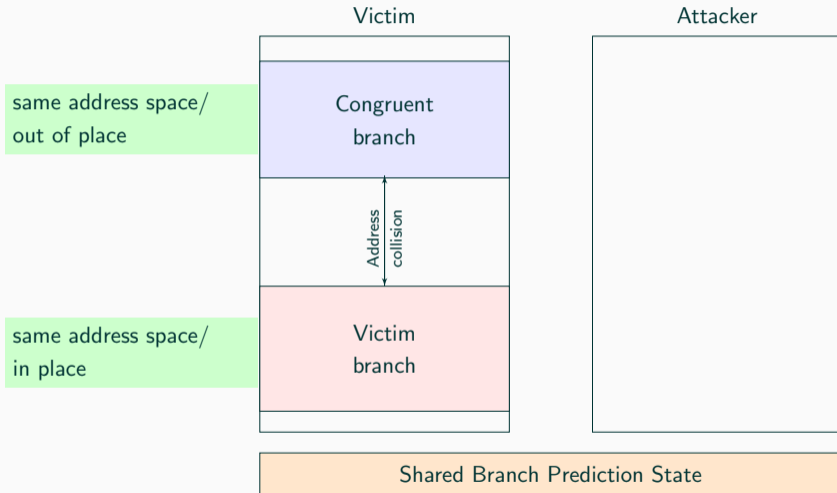 Victim
Attacker
same address space/
out of place
Congruent
branch
Address
collision
same address space/
in place
Victim
branch
Shared Branch Prediction State